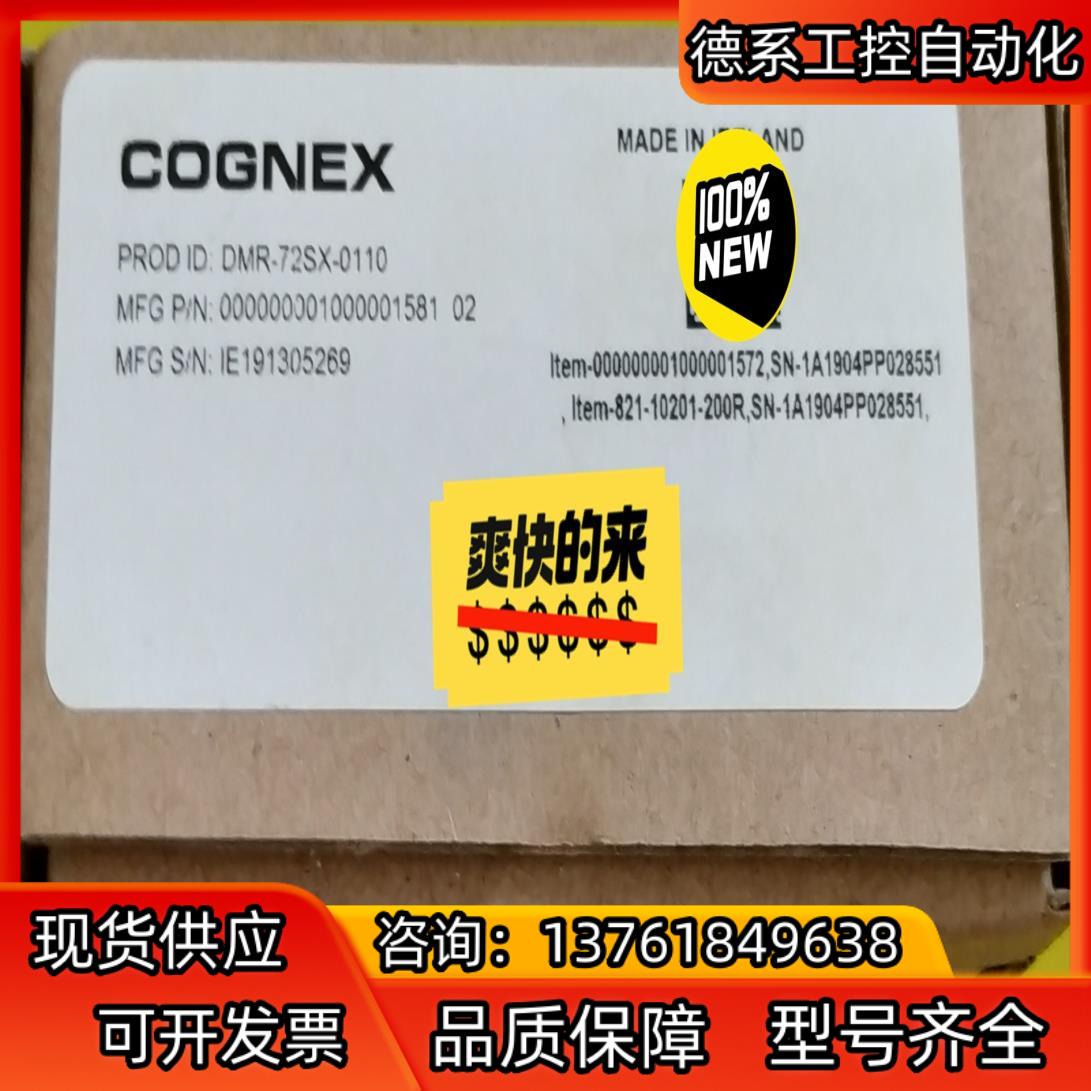 德系工控自动化
COGNEX
MADE IN
100%
NEW
PROD ID: DMR-72SX-0110
MFG P/N: 000000001000001581 02
MFG S/N: IE191305269
Item-000000001000001572,SN-1A1904PP028551
, Item-821-10201-200R,SN-1A1904PP028551,
爽快的来
$$$$$$
现货供应
咨询：13761849638
可开发票
品质保障
型号齐全